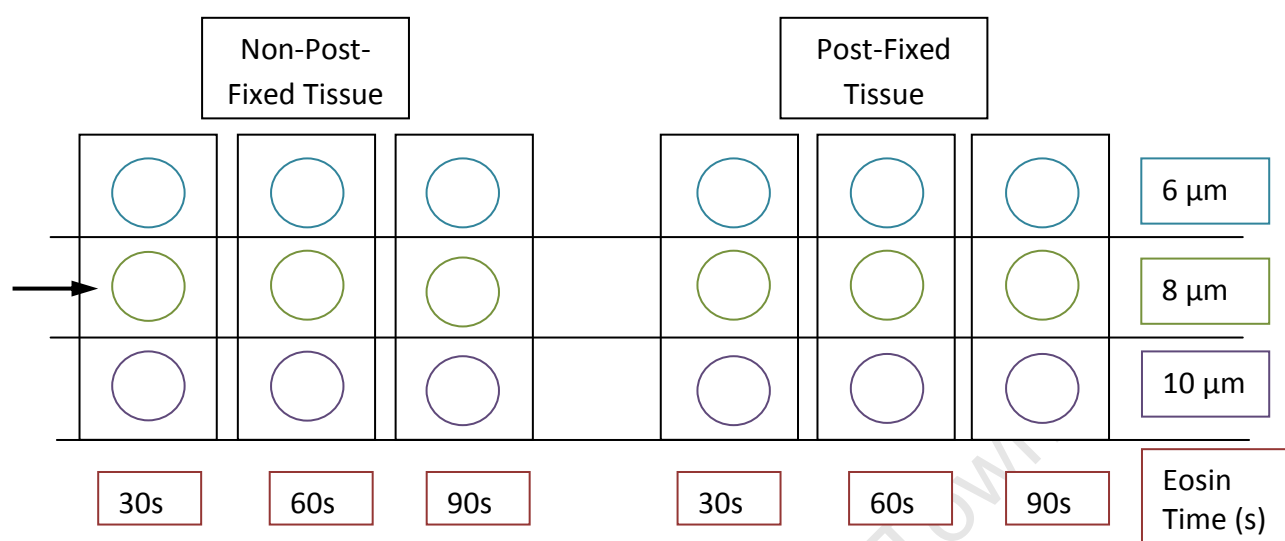 Non-Post-
Fixed Tissue
Post-Fixed
Tissue
6 µm
8 µm
10 µm
30s
60s
90s
30s
60s
90s
Eosin
Time (s)